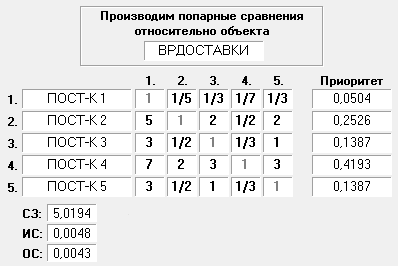 Производим попарные сравнения
относительно объекта
ВРДОСТАВКИ
1. 2. 3. 4. 5. Приоритет
1. ПОСТ-К 1 1 1/5 1/3 1/7 1/3 0,0504
2. ПОСТ-К 2 5 1 2 1/2 2 0,2526
3. ПОСТ-К 3 3 1/2 1 1/3 1 0,1387
4. ПОСТ-К 4 7 2 3 1 3 0,4193
5. ПОСТ-К 5 3 1/2 1 1/3 1 0,1387
СЗ: 5,0194
ИС: 0,0048
ОС: 0,0043